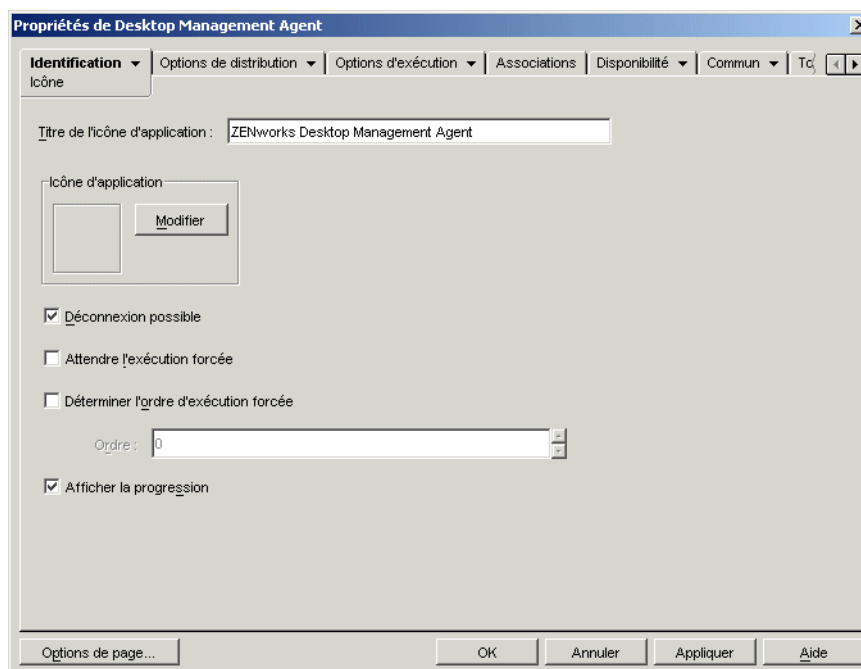 Propriétés de Desktop Management Agent
Identification Options de distribution Options d'exécution Associations Disponibilité Commun
Icône
Titre de l'icône d'application : ZENworks Desktop Management Agent
Icône d'application
Modifier
Déconnexion possible
Attendre l'exécution forcée
Déterminer l'ordre d'exécution forcée
Ordre : 0
Afficher la progression
Options de page... OK Annuler Appliquer Aide